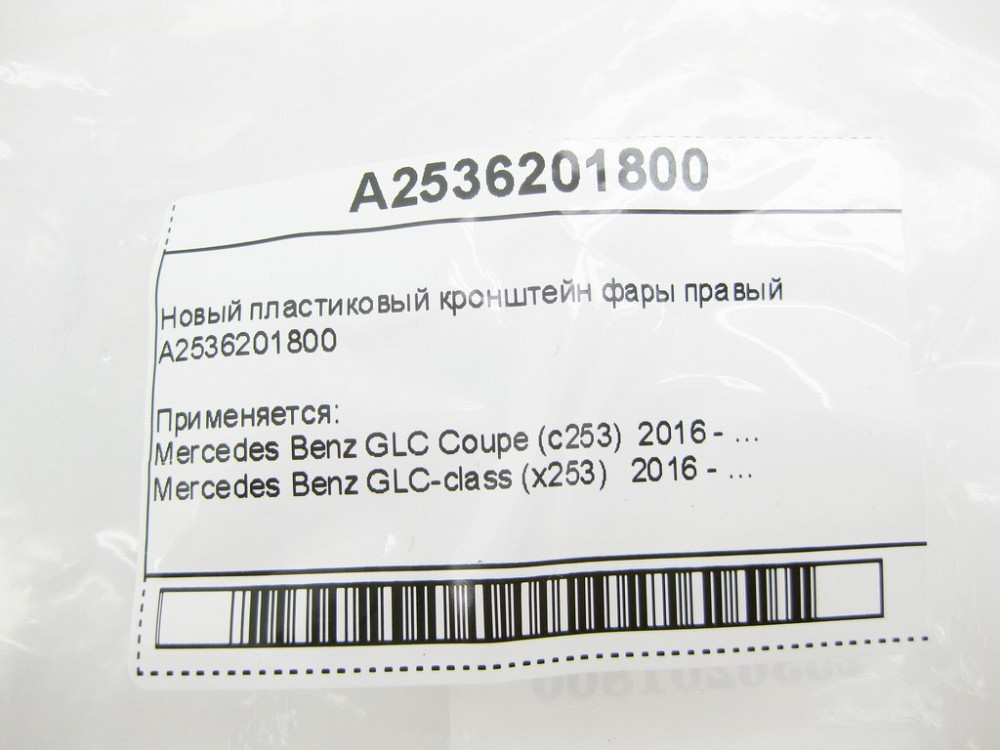 A2536201800
Новый пластиковый кронштейн фары правый
A2536201800
Применяется:
Mercedes Benz GLC Coupe (c253) 2016 - ...
Mercedes Benz GLC-class (x253) 2016 - ...